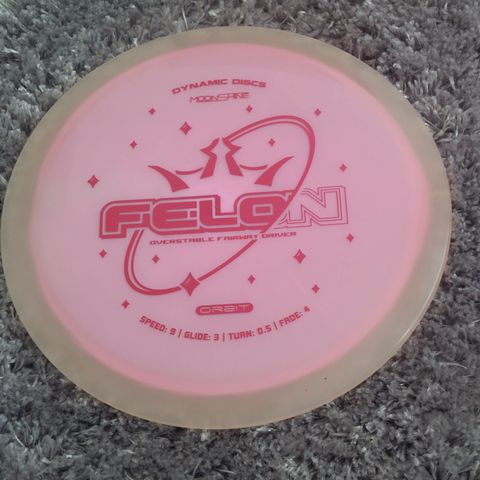 DYNAMIC DISCS
MOONSHINE
FELON
OVERSTABLE FAIRWAY DRIVER
ORBIT
SPEED: 9 | GLIDE: 3 | TURN: 0.5 | FADE: 4